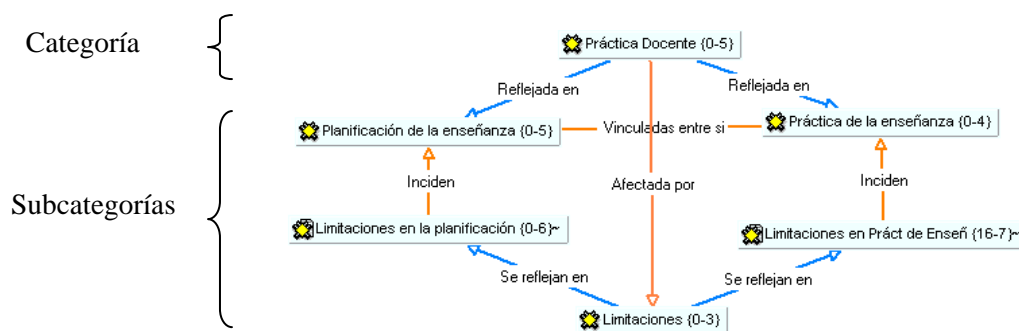 Categoría
Práctica Docente {0-5}
Reflejada en
Reflejada en
Planificación de la enseñanza {0-5}
Vinculadas entre si
Práctica de la enseñanza {0-4}
Subcategorías
Inciden
Afectada por
Inciden
Limitaciones en la planificación {0-6}~
Limitaciones en Práct de Enseñ {16-7}~
Se reflejan en
Se reflejan en
Limitaciones {0-3}